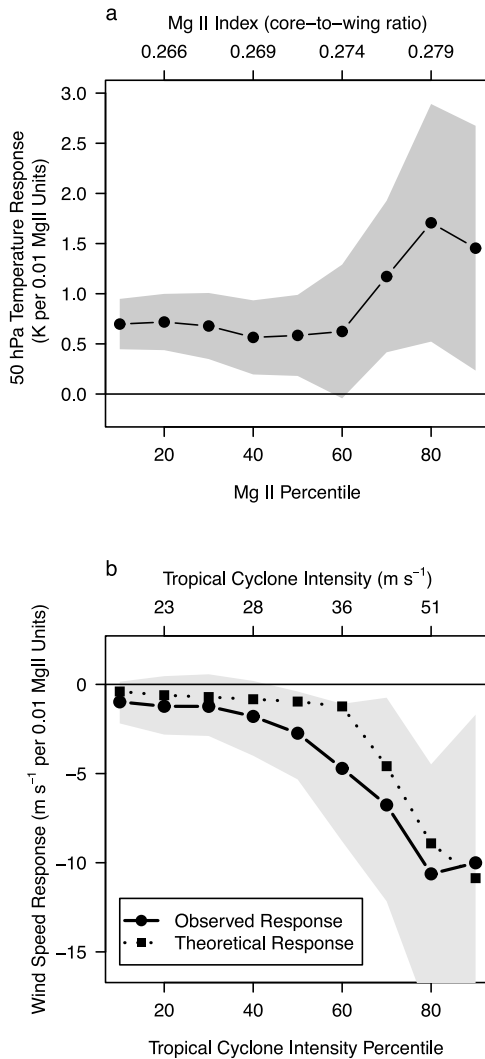 a
Mg II Index (core−to−wing ratio)
0.266 0.269 0.274 0.279
50 hPa Temperature Response
(K per 0.01 MgII Units)
3.0
2.5
2.0
1.5
1.0
0.5
0.0
20 40 60 80
Mg II Percentile
b
Tropical Cyclone Intensity (m s−1)
23 28 36 51
Wind Speed Response (m s−1 per 0.01 MgII Units)
0
−5
−10
−15
Observed Response
Theoretical Response
20 40 60 80
Tropical Cyclone Intensity Percentile